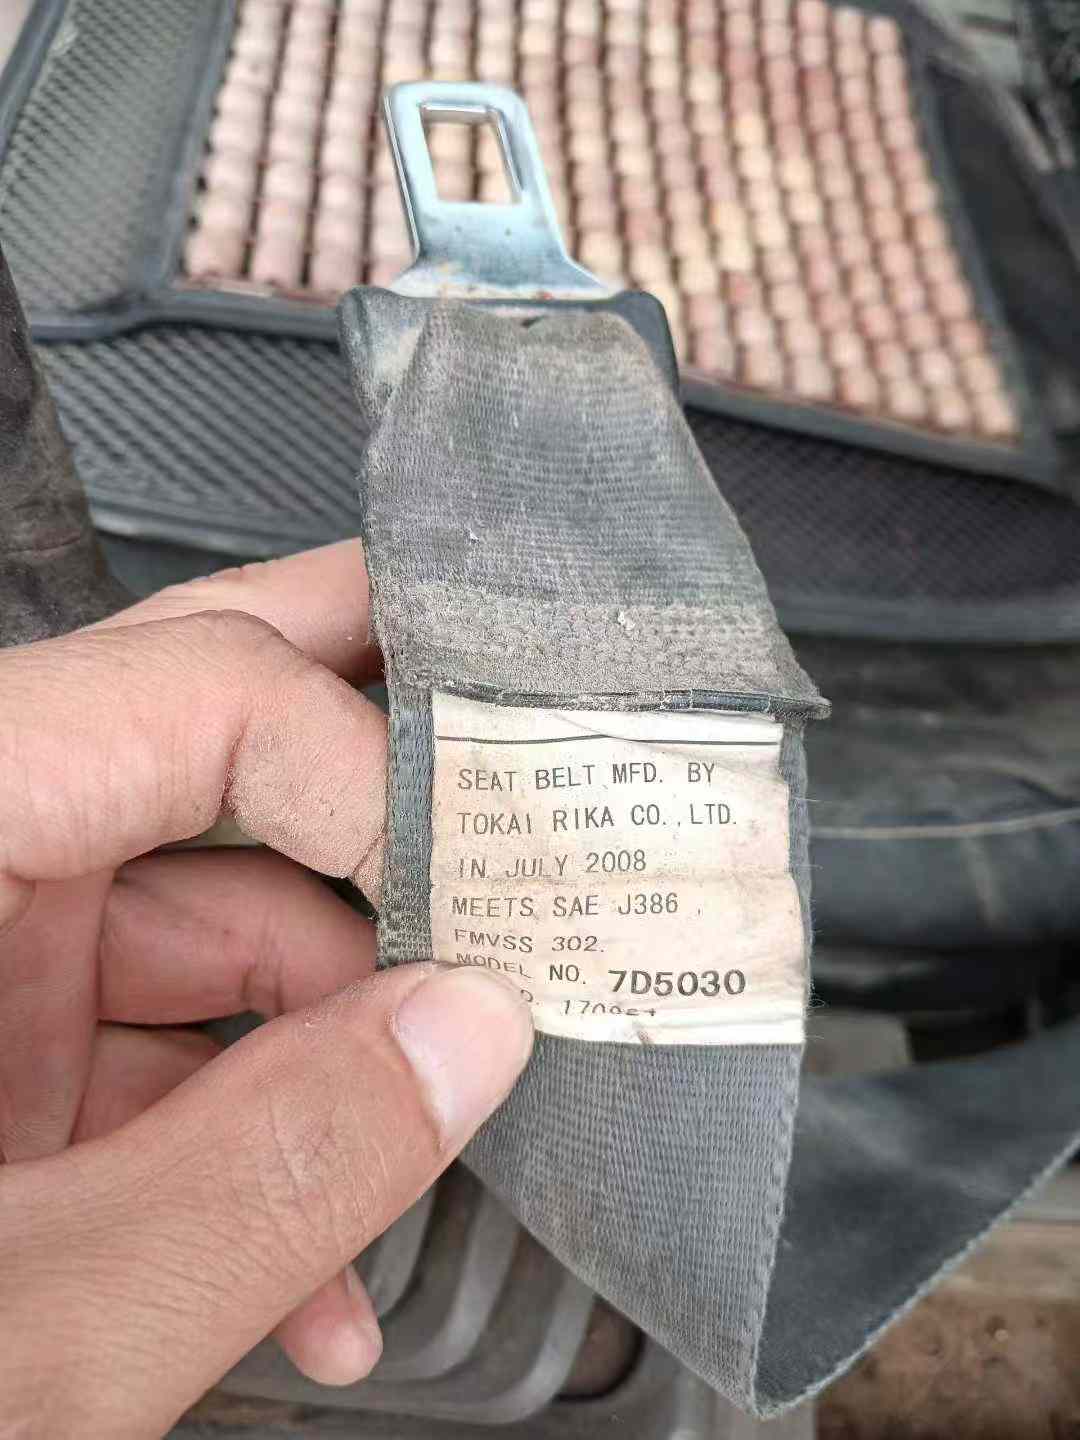 SEAT BELT MFD. BY
TOKAI RIKA CO.,LTD.
IN JULY 2008
MEETS SAE J386,
FMVSS 302.
MODEL NO. 7D5030